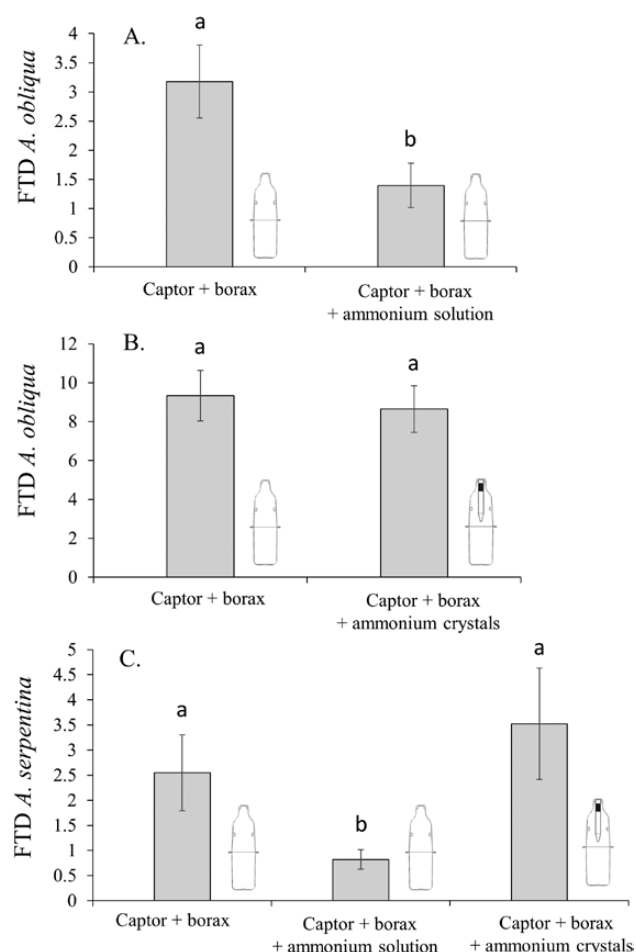 A.
FTD A. obliqua
4
3.5
3
2.5
2
1.5
1
0.5
0
a
b
Captor + borax
Captor + borax
+ ammonium solution
B.
FTD A. obliqua
12
10
8
6
4
2
0
a
a
Captor + borax
Captor + borax
+ ammonium crystals
C.
FTD A. serpentina
5
4.5
4
3.5
3
2.5
2
1.5
1
0.5
0
a
b
a
Captor + borax
Captor + borax
+ ammonium solution
Captor + borax
+ ammonium crystals